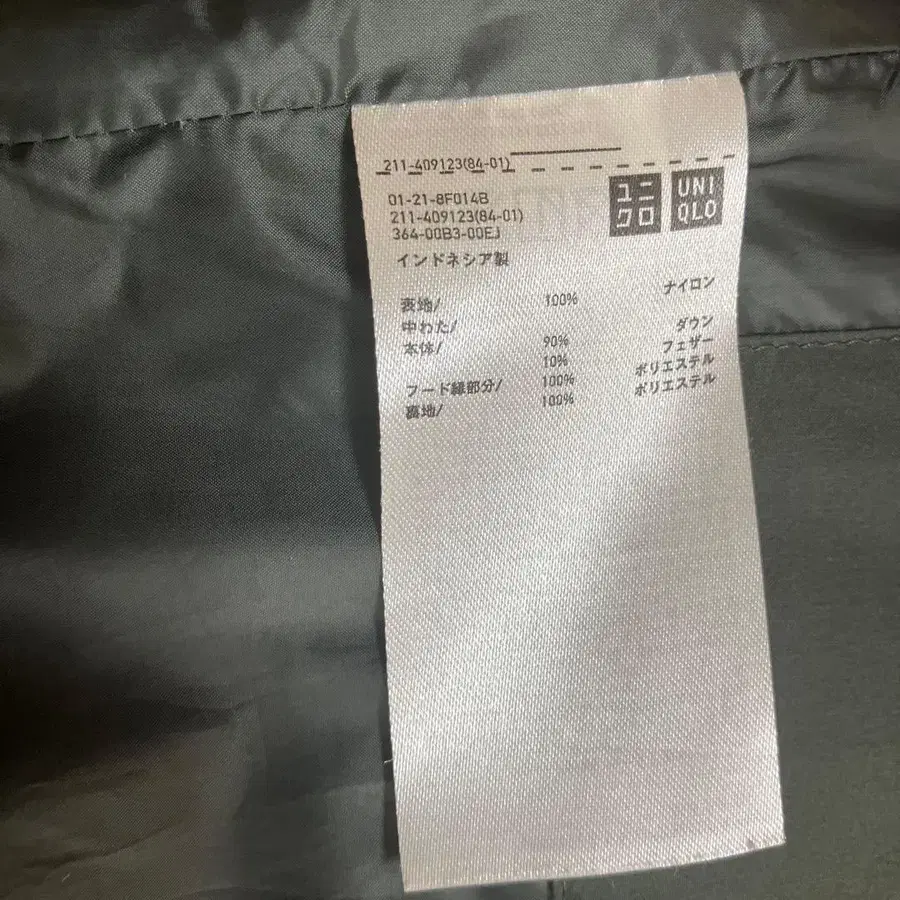 211-409123(84-01)
ユニ
クロ
UNI
QLO
01-21-8F014B
211-409123(84-01)
364-00B3-00EJ
インドネシア製
表地/ 100% ナイロン
中わた/
本体/ 90% ダウン
10% フェザー
フード縁部分/ 100% ポリエステル
裏地/ 100% ポリエステル